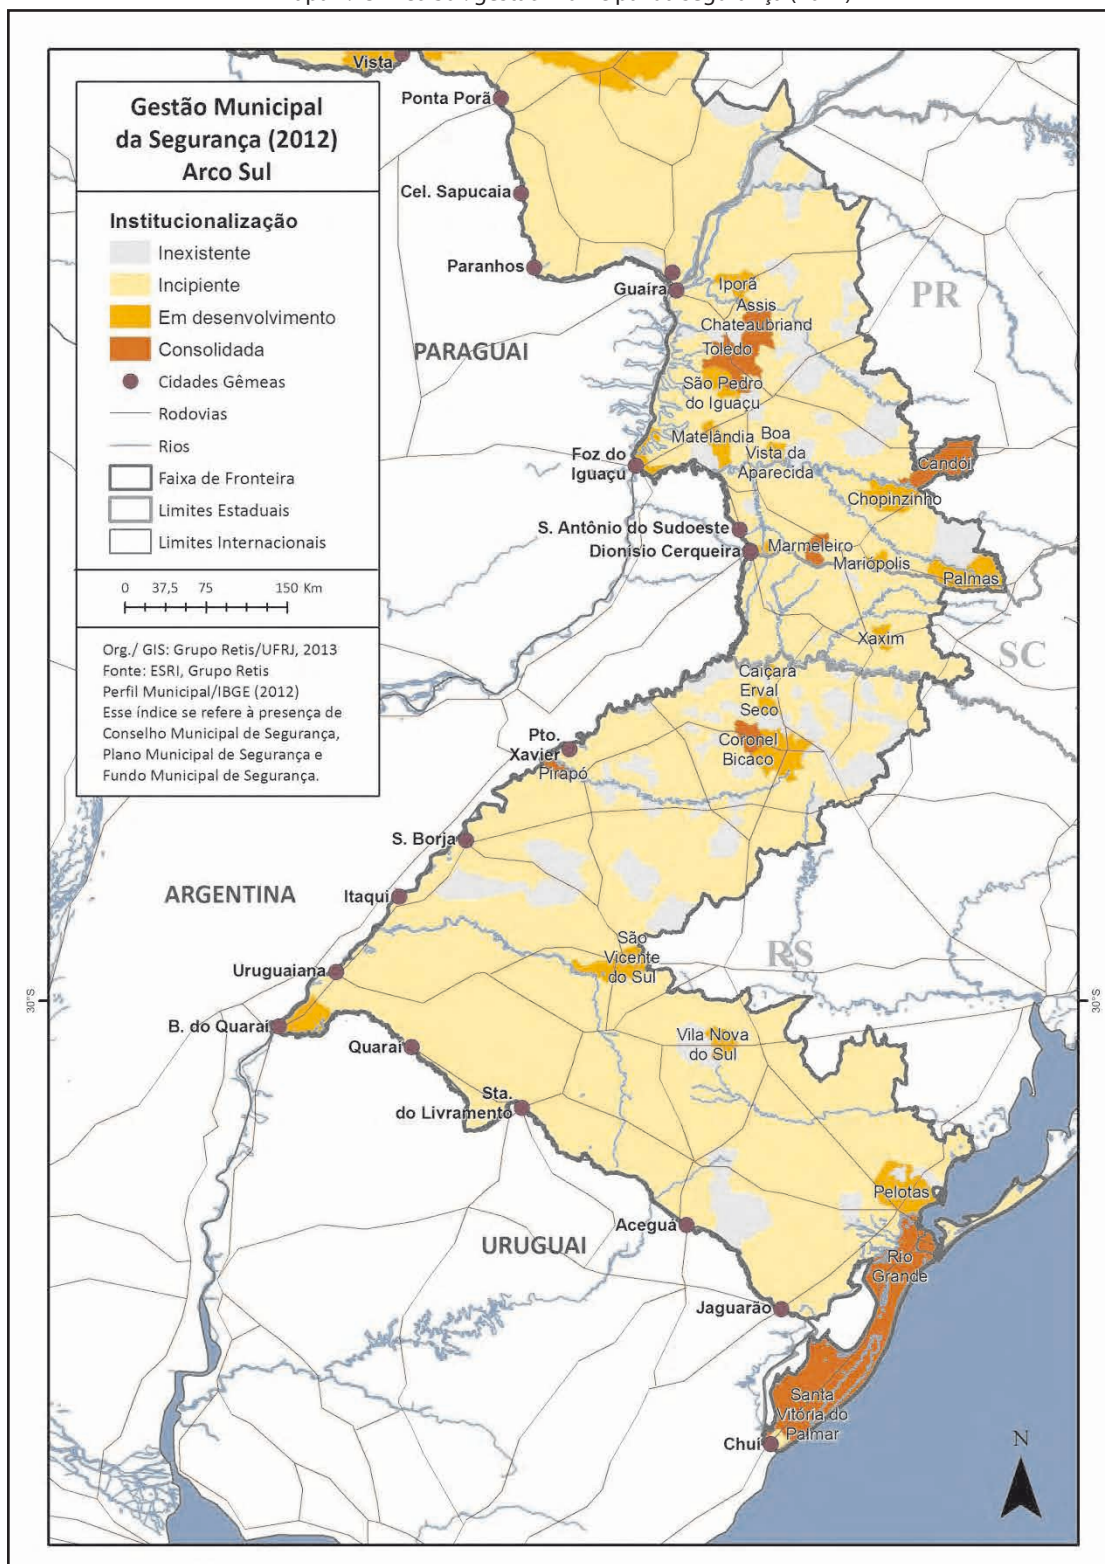 Gestão Municipal
da Segurança (2012)
Arco Sul
Institucionalização
Inexistente
Incipiente
Em desenvolvimento
Consolidada
Cidades Gêmeas
Rodovias
Rios
Faixa de Fronteira
Limites Estaduais
Limites Internacionais
0 37,5 75 150 Km
Org./ GIS: Grupo Retis/UFRJ, 2013
Fonte: ESRI, Grupo Retis
Perfil Municipal/IBGE (2012)
Esse índice se refere à presença de
Conselho Municipal de Segurança,
Plano Municipal de Segurança e
Fundo Municipal de Segurança.
Vista
Ponta Porã
Cel. Sapucaia
Paranhos
Guaíra
Iporã
Assis
Chateaubriand
PR
PARAGUAI
Toledo
São Pedro
do Iguaçu
Matelândia
Boa
Vista da
Aparecida
Foz do
Iguaçu
Candói
Chopinzinho
S. Antônio do Sudoeste
Dionísio Cerqueira
Marmeleiro
Mariópolis
Palmas
Xaxim
SC
Caiçara
Erval
Seco
Coronel
Bicaco
Pto.
Xavier
Pirapó
S. Borja
ARGENTINA
Itaqui
São
Vicente
do Sul
RS
Uruguaiana
30°S
30°S
B. do Quaraí
Quaraí
Vila Nova
do Sul
Sta.
do Livramento
Pelotas
Aceguá
URUGUAI
Rio
Grande
Jaguarão
Santa
Vitória do
Palmar
Chuí
N